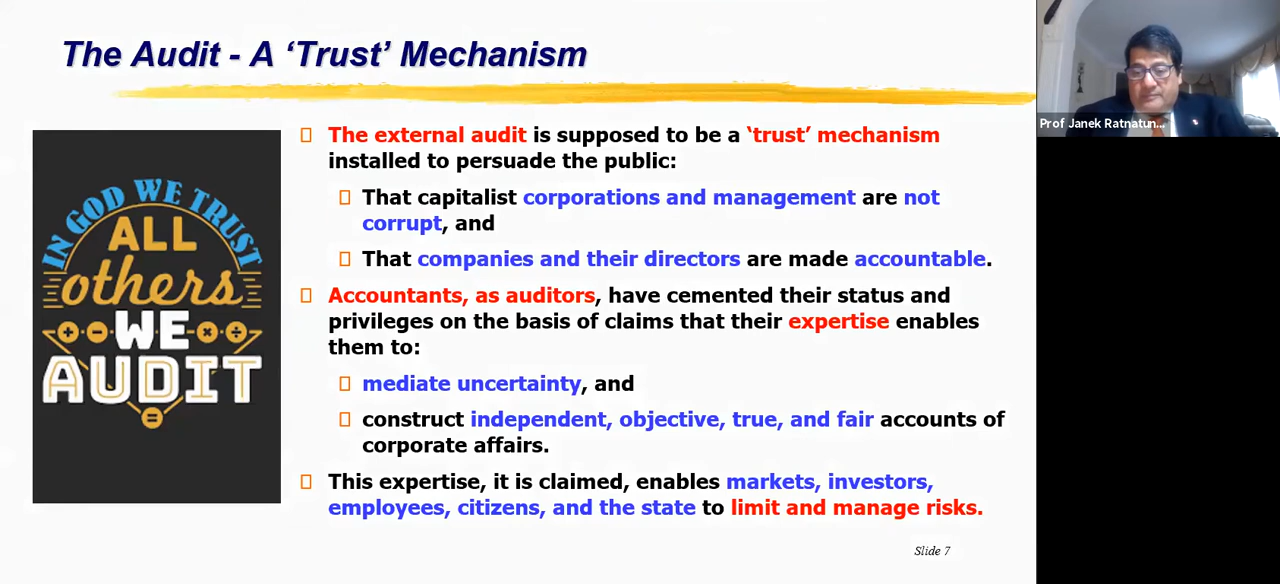 The Audit - A ‘Trust’ Mechanism
IN GOD WE TRUST
ALL
others
WE
AUDIT
The external audit is supposed to be a ‘trust’ mechanism
installed to persuade the public:
That capitalist corporations and management are not
corrupt, and
That companies and their directors are made accountable.
Accountants, as auditors, have cemented their status and
privileges on the basis of claims that their expertise enables
them to:
mediate uncertainty, and
construct independent, objective, true, and fair accounts of
corporate affairs.
This expertise, it is claimed, enables markets, investors,
employees, citizens, and the state to limit and manage risks.
Slide 7
Prof Janek Ratnatun...